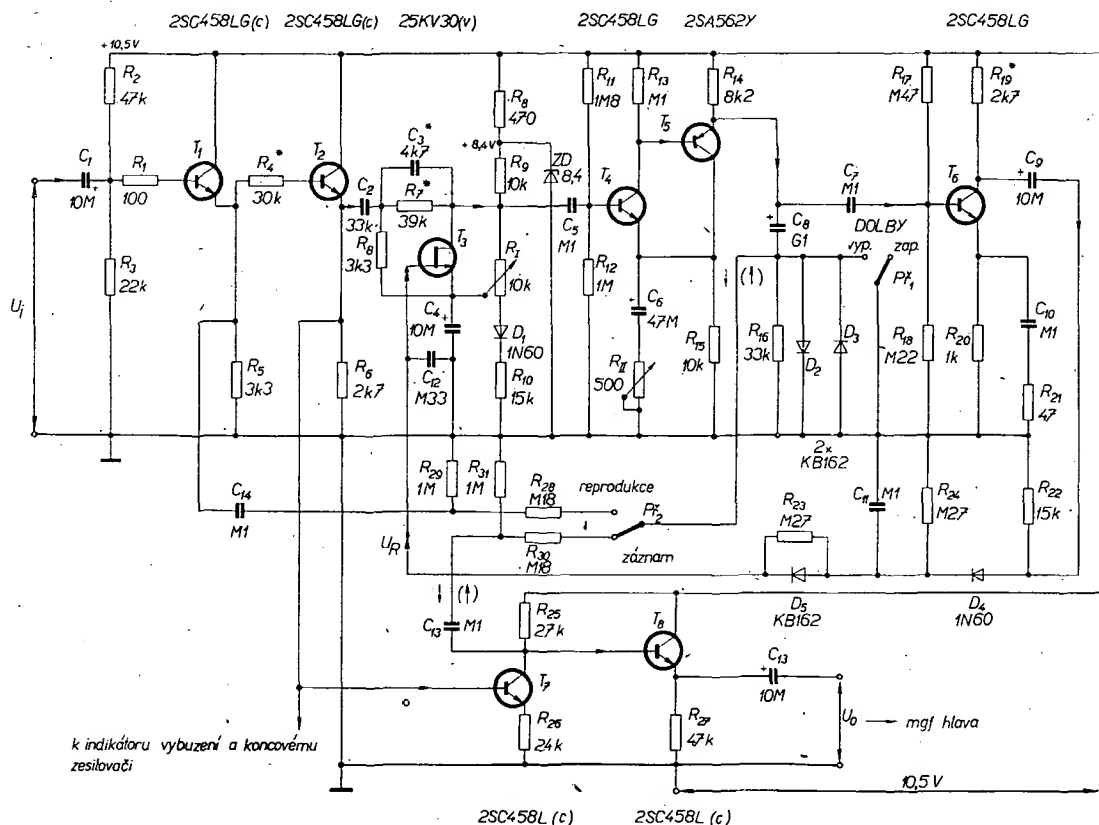 2SC458LG(c) 2SC458LG(c) 25KV30(v) 2SC458LG 2SA562Y 2SC458LG
+10,5V
R2
47k
R8
470
R11
1M8
R13
M1
R14
8k2
R17
M47
R19*
2k7
C3*
4k7
+8,4V
T1
R4*
30k
T2
R7*
39k
R9
10k
ZD
8,4
T4
T5
T6
C1
+
10M
R1
100
C2
33k
C5
M1
C7
M1
C9
+
10M
R8
3k3
T3
RI
10k
R12
1M
C8
+
G1
DOLBY
vyp.
zap.
Př1
Ui
R3
22k
C4
+
10M
C6
+
47M
↓ (↑)
R5
3k3
R6
2k7
C12
M33
D1
1N60
R10
15k
RII
500
R15
10k
R16
33k
D2
D3
R18
M22
R20
1k
C10
M1
R21
47
2x
KB162
C14
M1
R29
1M
R31
1M
R28
M18
reprodukce
Př2
R30
M18
záznam
UR
R23
M27
C11
M1
R24
M27
R22
15k
D5
KB162
D4
1N60
↓ (↑)
C13
M1
R25
27k
T8
T7
C13
+
10M
R26
24k
R27
47k
Uo → mgf hlava
k indikátoru vybuzení a koncovému
zesilovači
10,5 V
2SC458L (c) 2SC458L (c)